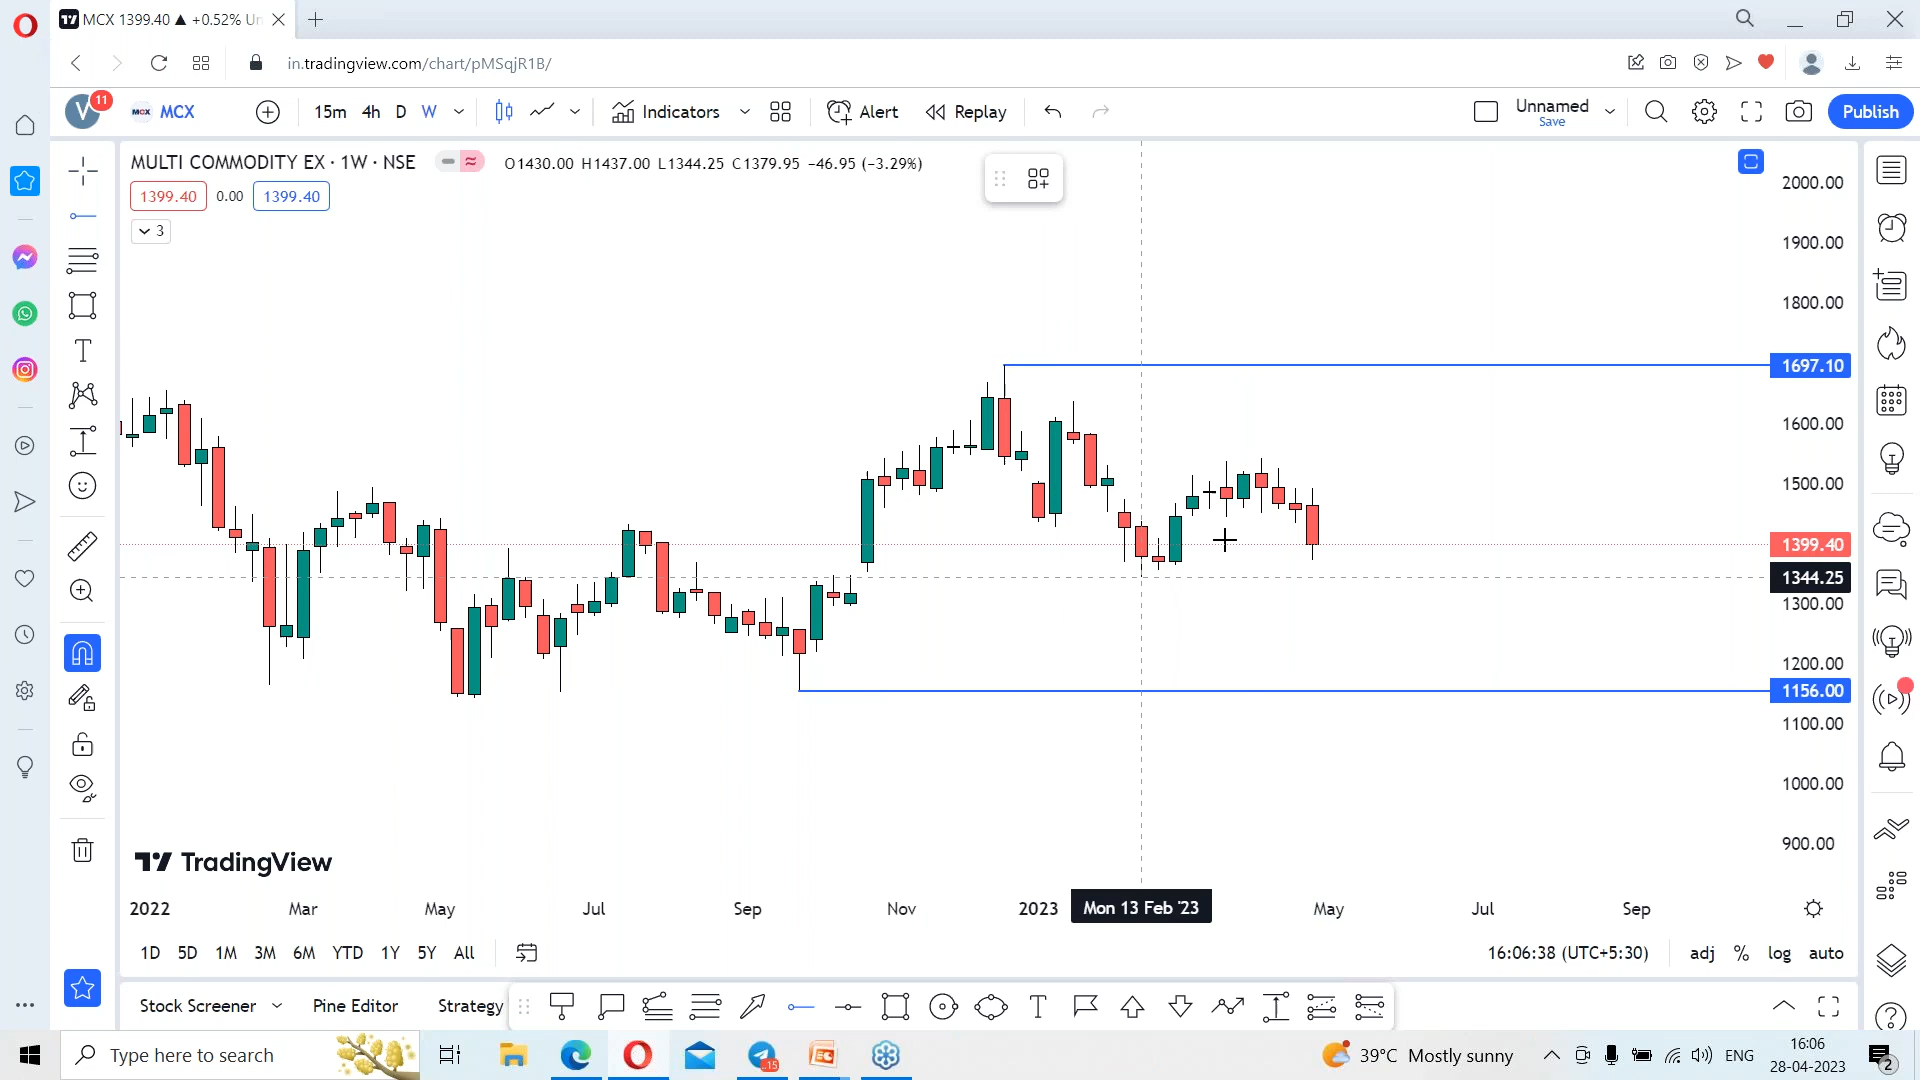 MCX 1399.40 ▲ +0.52% Un
in.tradingview.com/chart/pMSqjR1B/
V
11
MCX
MCX
15m 4h D W
Indicators
Alert
Replay
Unnamed
Save
Publish
MULTI COMMODITY EX · 1W · NSE
O1430.00 H1437.00 L1344.25 C1379.95 −46.95 (−3.29%)
1399.40
0.00
1399.40
3
2000.00
1900.00
1800.00
1697.10
1600.00
1500.00
1399.40
1344.25
1300.00
1200.00
1156.00
1100.00
1000.00
900.00
TradingView
2022 Mar May Jul Sep Nov 2023 Mon 13 Feb '23 May Jul Sep
1D 5D 1M 3M 6M YTD 1Y 5Y All
16:06:38 (UTC+5:30)
adj % log auto
Stock Screener
Pine Editor
Strategy
Type here to search
15
39°C Mostly sunny
ENG
16:06
28-04-2023
2